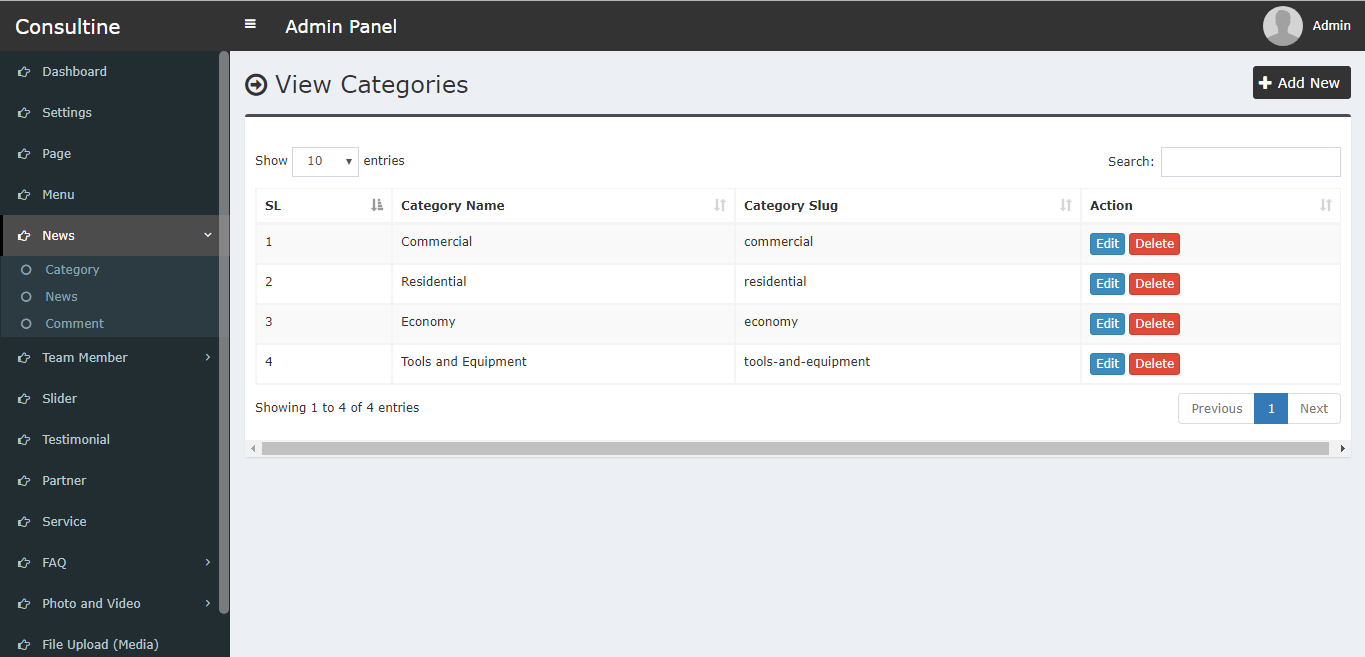 Consultine
Admin Panel
Admin
Dashboard
Settings
Page
Menu
News
Category
News
Comment
Team Member
Slider
Testimonial
Partner
Service
FAQ
Photo and Video
File Upload (Media)
View Categories
Add New
Show 10 entries
Search:
SL Category Name Category Slug Action
1 Commercial commercial Edit Delete
2 Residential residential Edit Delete
3 Economy economy Edit Delete
4 Tools and Equipment tools-and-equipment Edit Delete
Showing 1 to 4 of 4 entries
Previous 1 Next